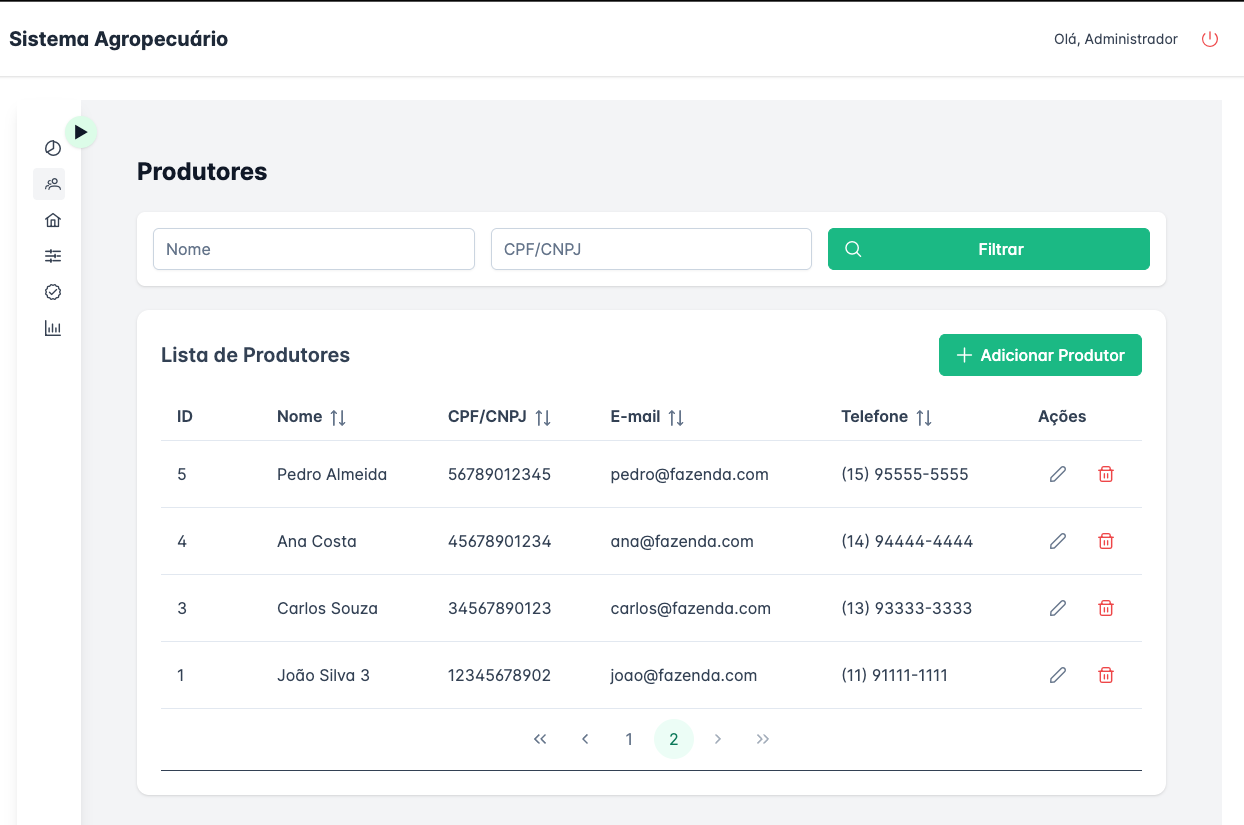 Sistema Agropecuário
Olá, Administrador
Produtores
Nome
CPF/CNPJ
Filtrar
Lista de Produtores
Adicionar Produtor
ID Nome CPF/CNPJ E-mail Telefone Ações
5 Pedro Almeida 56789012345 pedro@fazenda.com (15) 95555-5555
4 Ana Costa 45678901234 ana@fazenda.com (14) 94444-4444
3 Carlos Souza 34567890123 carlos@fazenda.com (13) 93333-3333
1 João Silva 3 12345678902 joao@fazenda.com (11) 91111-1111
1 2